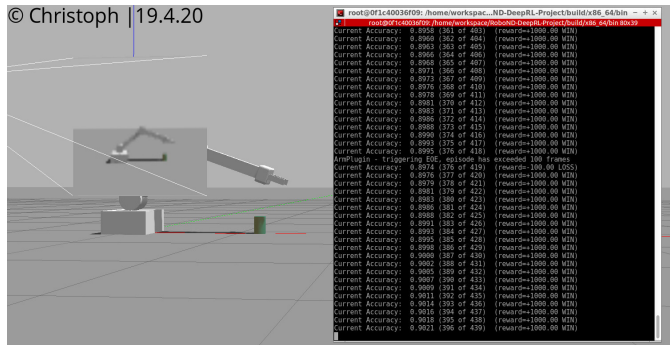 © Christoph |19.4.20
root@0f1c40036f09: /home/workspac...ND-DeepRL-Project/build/x86_64/bin
root@0f1c40036f09: /home/workspace/RoboND-DeepRL-Project/build/x86_64/bin 80x39
Current Accuracy: 0.8958 (361 of 403) (reward=+1000.00 WIN)
Current Accuracy: 0.8960 (362 of 404) (reward=+1000.00 WIN)
Current Accuracy: 0.8963 (363 of 405) (reward=+1000.00 WIN)
Current Accuracy: 0.8966 (364 of 406) (reward=+1000.00 WIN)
Current Accuracy: 0.8968 (365 of 407) (reward=+1000.00 WIN)
Current Accuracy: 0.8971 (366 of 408) (reward=+1000.00 WIN)
Current Accuracy: 0.8973 (367 of 409) (reward=+1000.00 WIN)
Current Accuracy: 0.8976 (368 of 410) (reward=+1000.00 WIN)
Current Accuracy: 0.8978 (369 of 411) (reward=+1000.00 WIN)
Current Accuracy: 0.8981 (370 of 412) (reward=+1000.00 WIN)
Current Accuracy: 0.8983 (371 of 413) (reward=+1000.00 WIN)
Current Accuracy: 0.8986 (372 of 414) (reward=+1000.00 WIN)
Current Accuracy: 0.8988 (373 of 415) (reward=+1000.00 WIN)
Current Accuracy: 0.8990 (374 of 416) (reward=+1000.00 WIN)
Current Accuracy: 0.8993 (375 of 417) (reward=+1000.00 WIN)
Current Accuracy: 0.8995 (376 of 418) (reward=+1000.00 WIN)
ArmPlugin - triggering EOE, episode has exceeded 100 frames
Current Accuracy: 0.8974 (376 of 419) (reward=-100.00 LOSS)
Current Accuracy: 0.8976 (377 of 420) (reward=+1000.00 WIN)
Current Accuracy: 0.8979 (378 of 421) (reward=+1000.00 WIN)
Current Accuracy: 0.8981 (379 of 422) (reward=+1000.00 WIN)
Current Accuracy: 0.8983 (380 of 423) (reward=+1000.00 WIN)
Current Accuracy: 0.8986 (381 of 424) (reward=+1000.00 WIN)
Current Accuracy: 0.8988 (382 of 425) (reward=+1000.00 WIN)
Current Accuracy: 0.8991 (383 of 426) (reward=+1000.00 WIN)
Current Accuracy: 0.8993 (384 of 427) (reward=+1000.00 WIN)
Current Accuracy: 0.8995 (385 of 428) (reward=+1000.00 WIN)
Current Accuracy: 0.8998 (386 of 429) (reward=+1000.00 WIN)
Current Accuracy: 0.9000 (387 of 430) (reward=+1000.00 WIN)
Current Accuracy: 0.9002 (388 of 431) (reward=+1000.00 WIN)
Current Accuracy: 0.9005 (389 of 432) (reward=+1000.00 WIN)
Current Accuracy: 0.9007 (390 of 433) (reward=+1000.00 WIN)
Current Accuracy: 0.9009 (391 of 434) (reward=+1000.00 WIN)
Current Accuracy: 0.9011 (392 of 435) (reward=+1000.00 WIN)
Current Accuracy: 0.9014 (393 of 436) (reward=+1000.00 WIN)
Current Accuracy: 0.9016 (394 of 437) (reward=+1000.00 WIN)
Current Accuracy: 0.9018 (395 of 438) (reward=+1000.00 WIN)
Current Accuracy: 0.9021 (396 of 439) (reward=+1000.00 WIN)